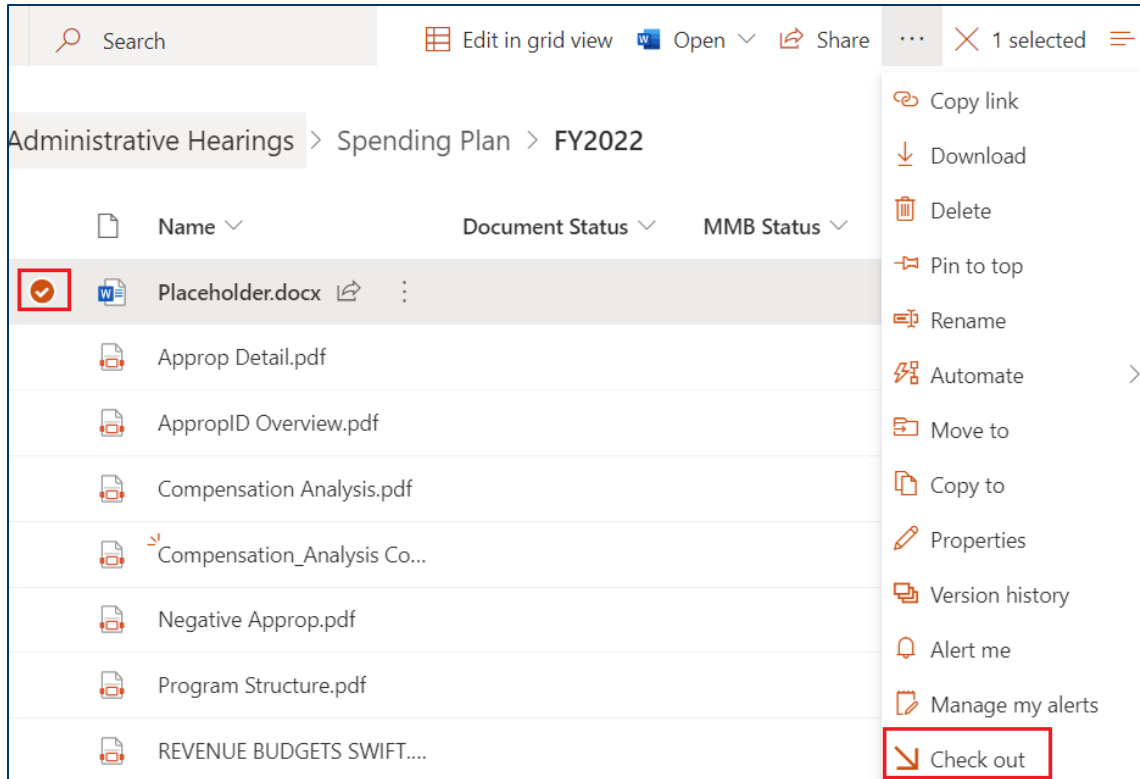 Search
Edit in grid view
Open
Share
1 selected
Copy link
Administrative Hearings > Spending Plan > FY2022
Download
Delete
Name
Document Status
MMB Status
Pin to top
Placeholder.docx
Rename
Approp Detail.pdf
Automate
AppropID Overview.pdf
Move to
Copy to
Compensation Analysis.pdf
Properties
Compensation_Analysis Co...
Version history
Negative Approp.pdf
Alert me
Program Structure.pdf
Manage my alerts
REVENUE BUDGETS SWIFT....
Check out